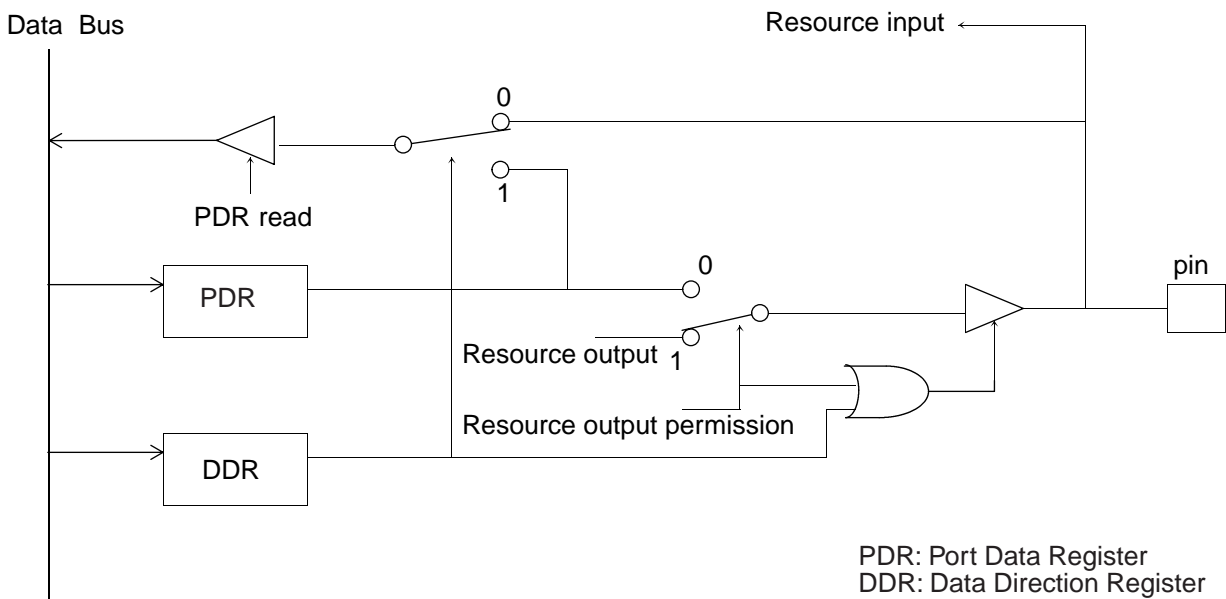 Data Bus
Resource input
0
1
PDR read
PDR
0
pin
Resource output 1
Resource output permission
DDR
PDR: Port Data Register
DDR: Data Direction Register